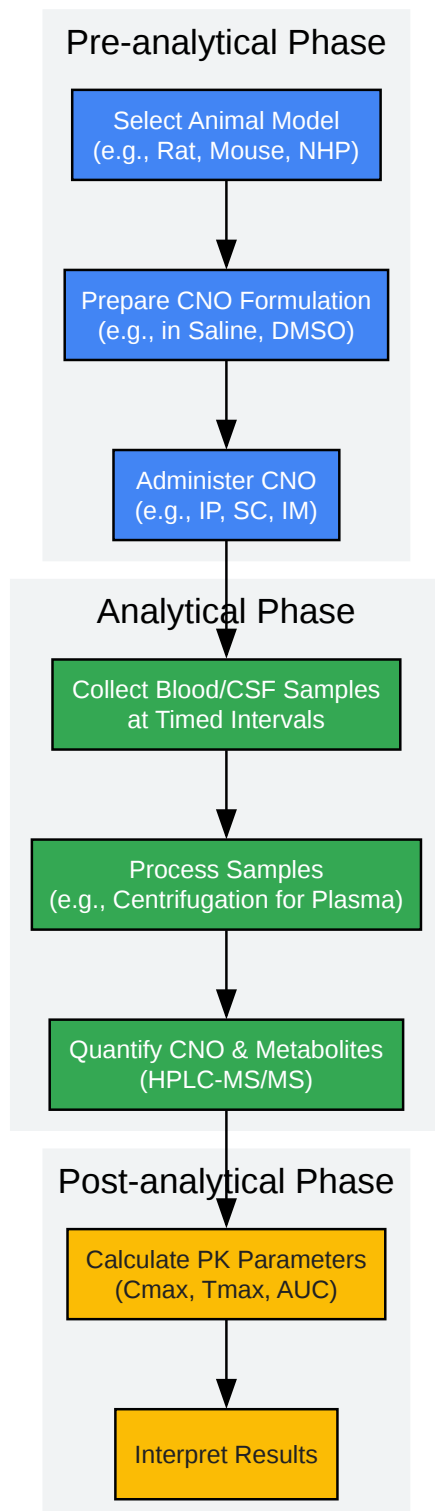 Pre-analytical Phase
Select Animal Model
(e.g., Rat, Mouse, NHP)
Prepare CNO Formulation
(e.g., in Saline, DMSO)
Administer CNO
(e.g., IP, SC, IM)
Analytical Phase
Collect Blood/CSF Samples
at Timed Intervals
Process Samples
(e.g., Centrifugation for Plasma)
Quantify CNO & Metabolites
(HPLC-MS/MS)
Post-analytical Phase
Calculate PK Parameters
(Cmax, Tmax, AUC)
Interpret Results